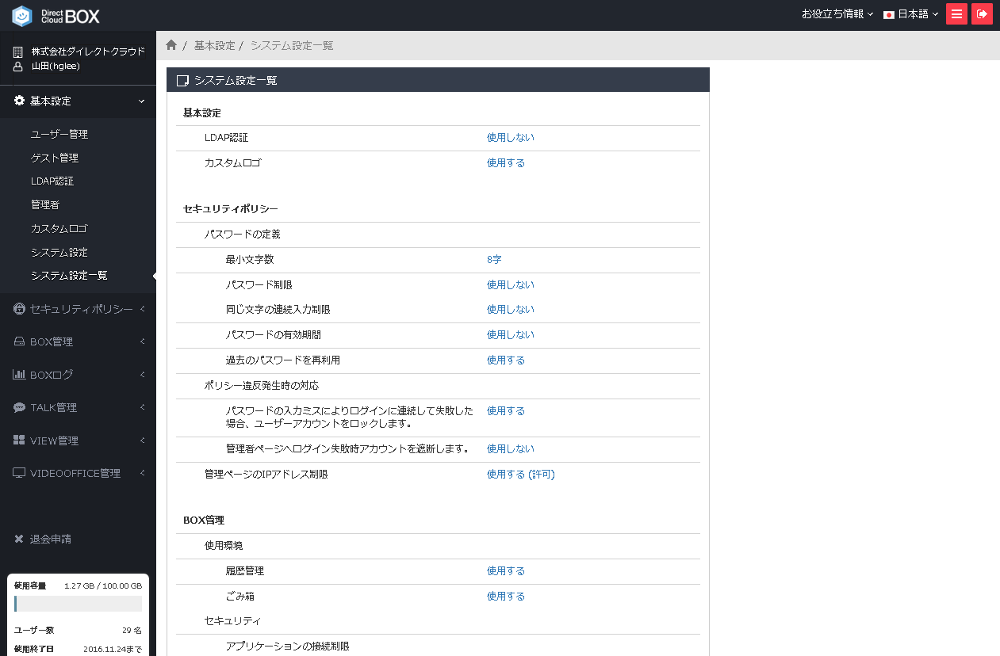 Direct Cloud BOX
お役立ち情報
日本語
株式会社ダイレクトクラウド
山田(hglee)
基本設定
ユーザー管理
ゲスト管理
LDAP認証
管理者
カスタムロゴ
システム設定
システム設定一覧
セキュリティポリシー
BOX管理
BOXログ
TALK管理
VIEW管理
VIDEOOFFICE管理
退会申請
使用容量 1.27 GB / 100.00 GB
ユーザー数 29 名
使用終了日 2016.11.24まで
/ 基本設定 / システム設定一覧
システム設定一覧
基本設定
LDAP認証 使用しない
カスタムロゴ 使用する
セキュリティポリシー
パスワードの定義
最小文字数 8字
パスワード制限 使用しない
同じ文字の連続入力制限 使用しない
パスワードの有効期間 使用しない
過去のパスワードを再利用 使用する
ポリシー違反発生時の対応
パスワードの入力ミスによりログインに連続して失敗した 使用する
場合、ユーザーアカウントをロックします。
管理者ページへログイン失敗時アカウントを遮断します。 使用しない
管理ページのIPアドレス制限 使用する (許可)
BOX管理
使用環境
履歴管理 使用する
ごみ箱 使用する
セキュリティ
アプリケーションの接続制限